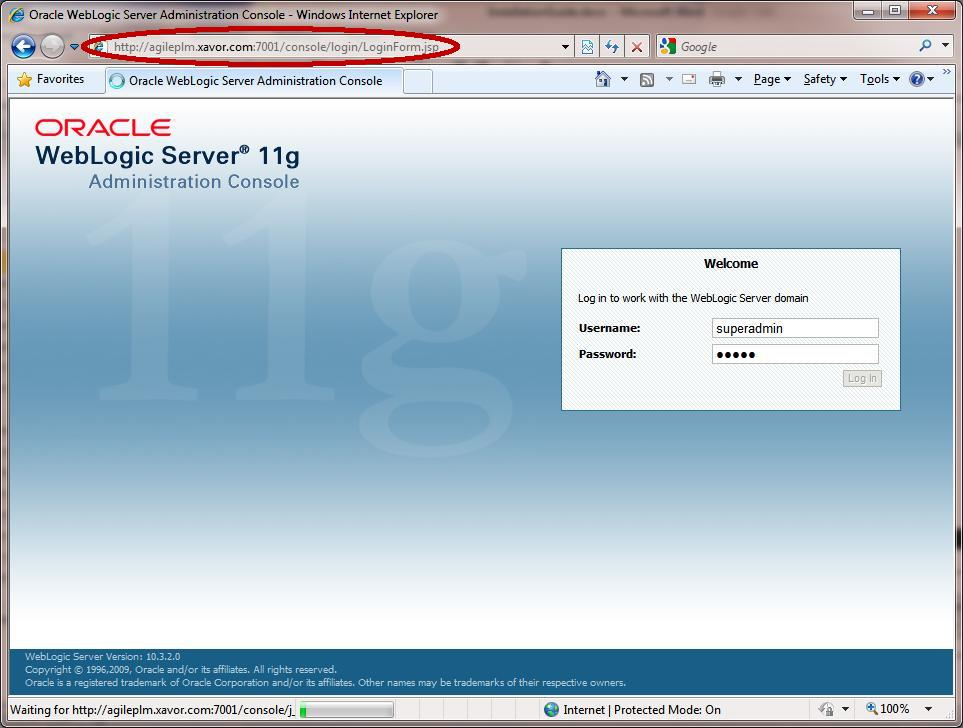 Oracle WebLogic Server Administration Console - Windows Internet Explorer
http://agileplm.xavor.com:7001/console/login/LoginForm.jsp
Google
Favorites
Oracle WebLogic Server Administration Console
Page
Safety
Tools
»
ORACLE
WebLogic Server® 11g
Administration Console
11g
Welcome
Log in to work with the WebLogic Server domain
Username: superadmin
Password: •••••
Log In
WebLogic Server Version: 10.3.2.0
Copyright © 1996,2009, Oracle and/or its affiliates. All rights reserved.
Oracle is a registered trademark of Oracle Corporation and/or its affiliates. Other names may be trademarks of their respective owners.
Waiting for http://agileplm.xavor.com:7001/console/j_
Internet | Protected Mode: On
100%